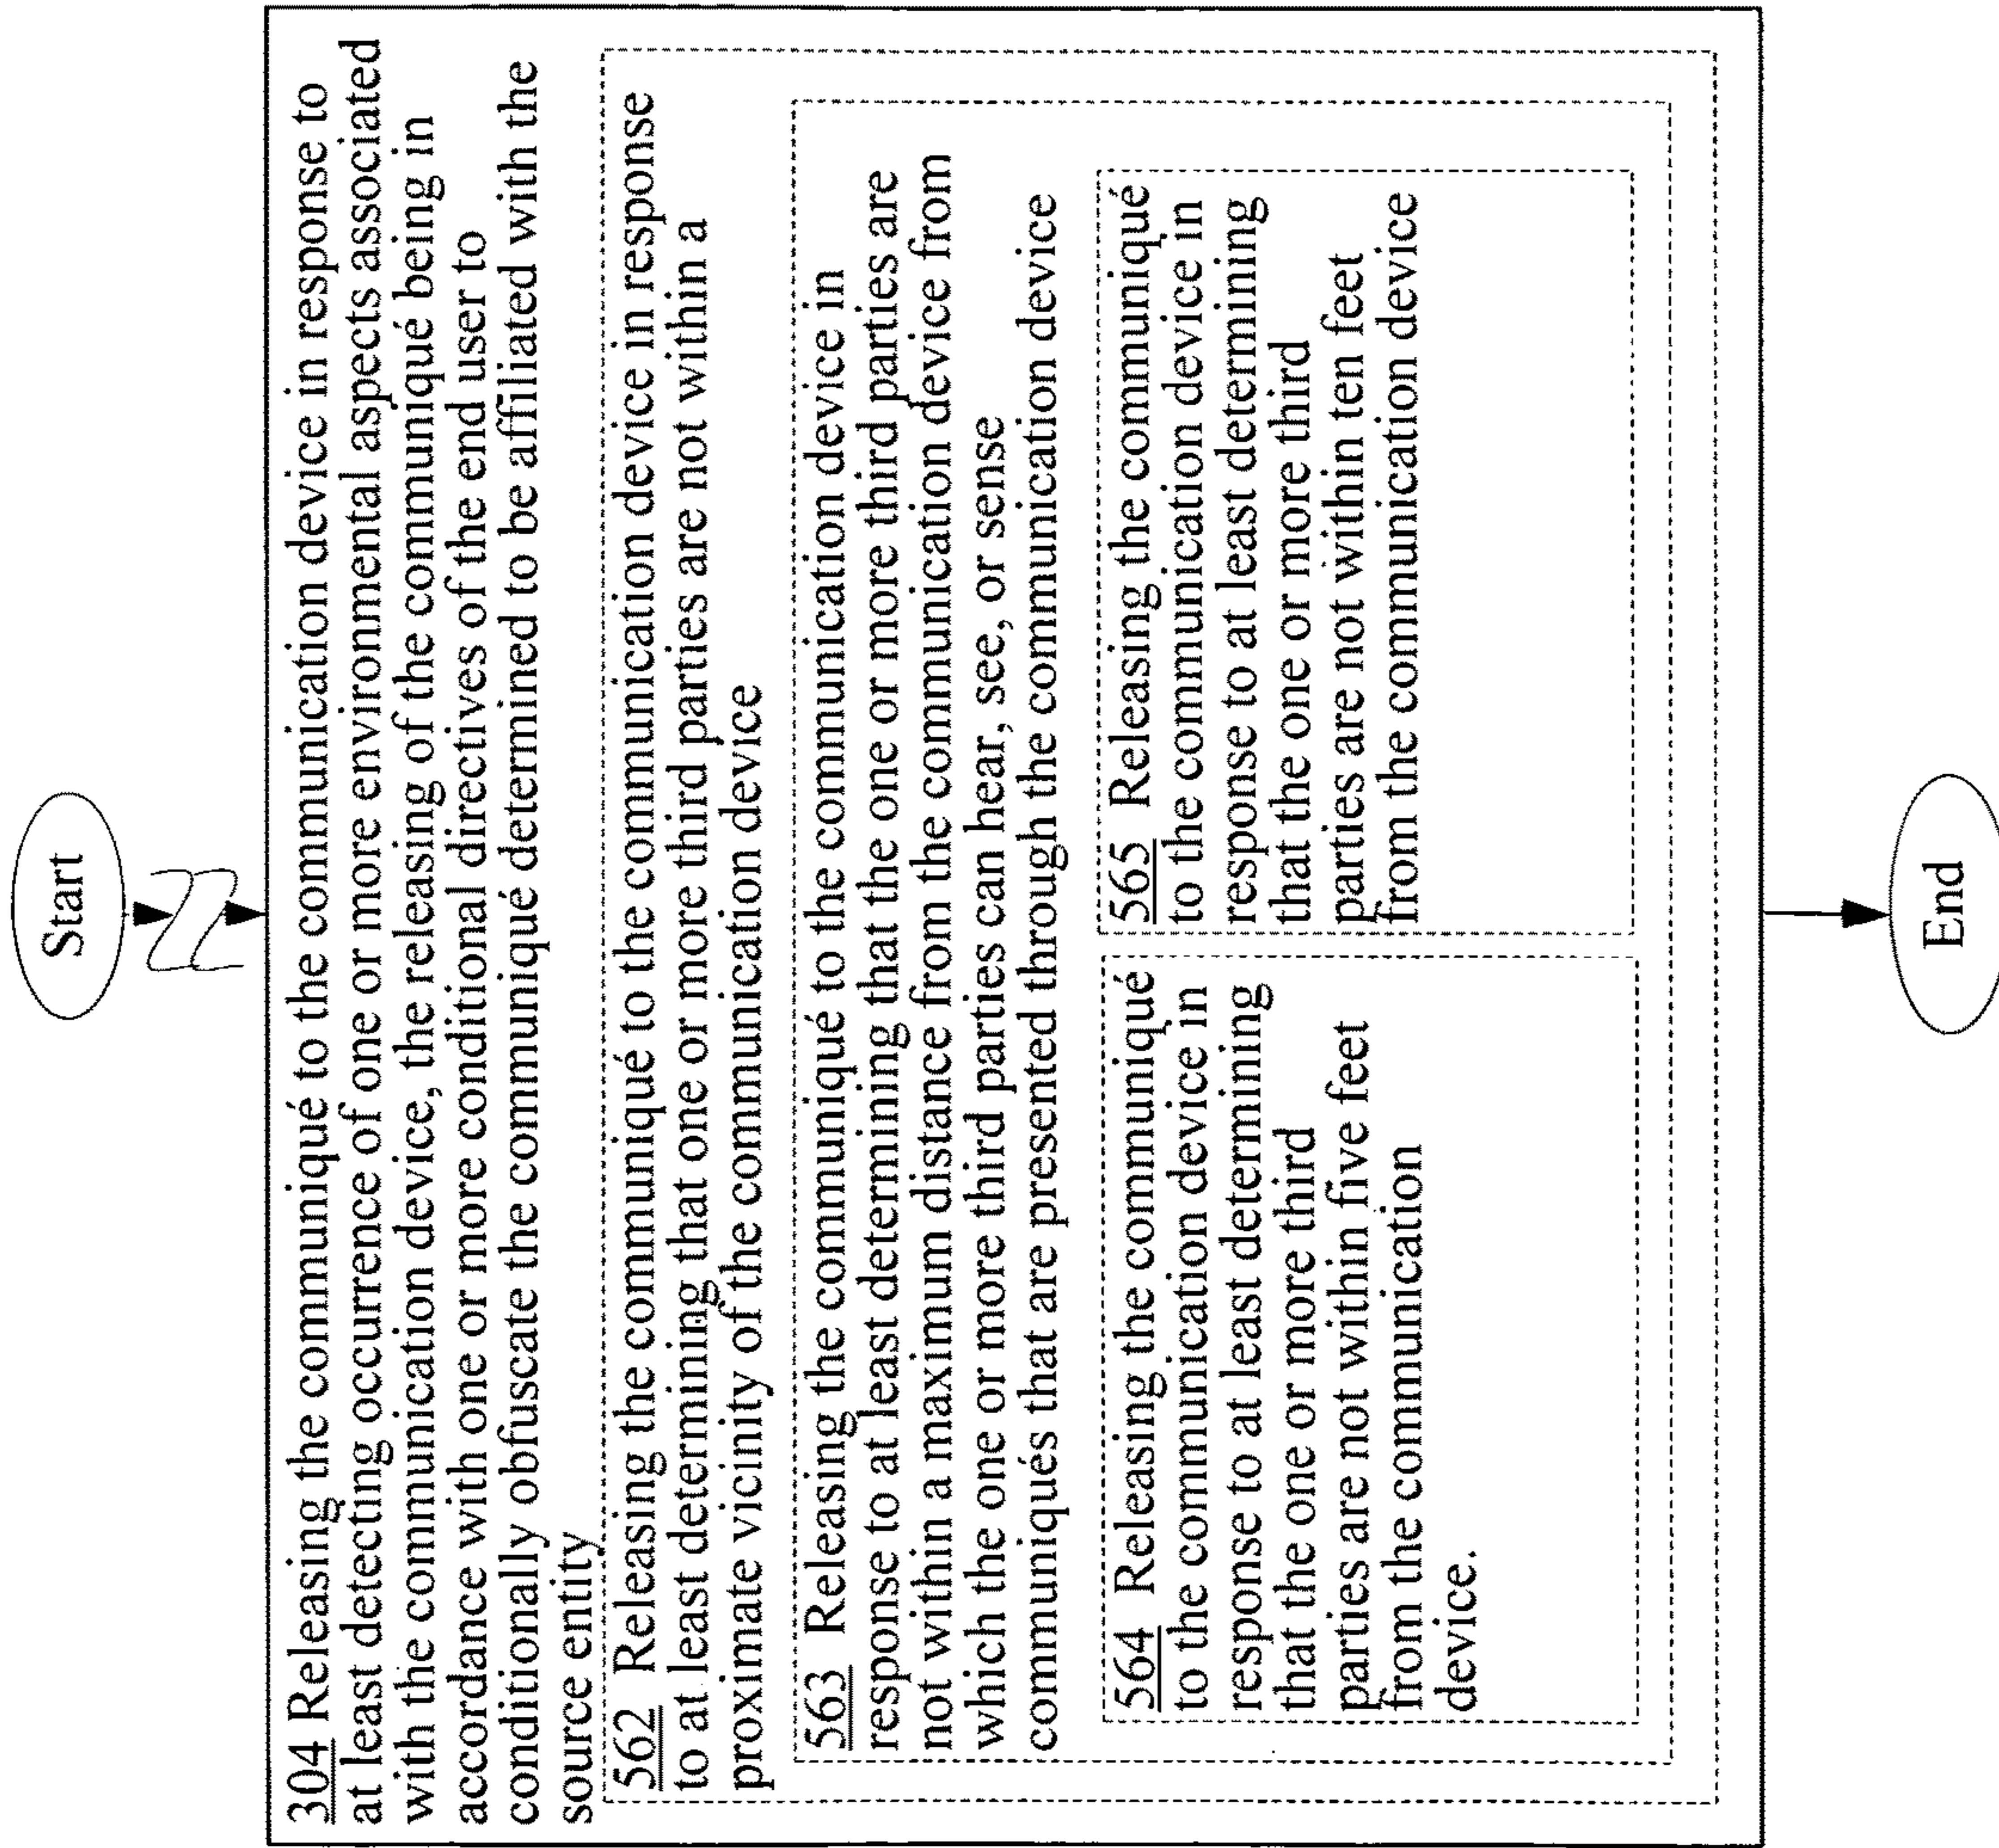 Start
304 Releasing the communiqué to the communication device in response to
at least detecting occurrence of one or more environmental aspects associated
with the communication device, the releasing of the communiqué being in
accordance with one or more conditional directives of the end user to
conditionally obfuscate the communiqué determined to be affiliated with the
source entity
562 Releasing the communiqué to the communication device in response
to at least determining that one or more third parties are not within a
proximate vicinity of the communication device
563 Releasing the communiqué to the communication device in
response to at least determining that the one or more third parties are
not within a maximum distance from the communication device from
which the one or more third parties can hear, see, or sense
communiqués that are presented through the communication device
564 Releasing the communiqué
to the communication device in
response to at least determining
that the one or more third
parties are not within five feet
from the communication
device.
565 Releasing the communiqué
to the communication device in
response to at least determining
that the one or more third
parties are not within ten feet
from the communication device
End